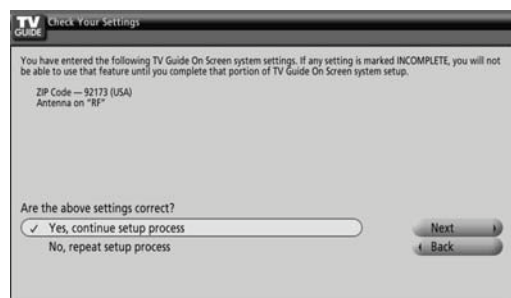 TV
GUIDE
Check Your Settings
You have entered the following TV Guide On Screen system settings. If any setting is marked INCOMPLETE, you will not
be able to use that feature until you complete that portion of TV Guide On Screen system setup.
ZIP Code — 92173 (USA)
Antenna on "RF"
Are the above settings correct?
✓ Yes, continue setup process
Next
No, repeat setup process
Back